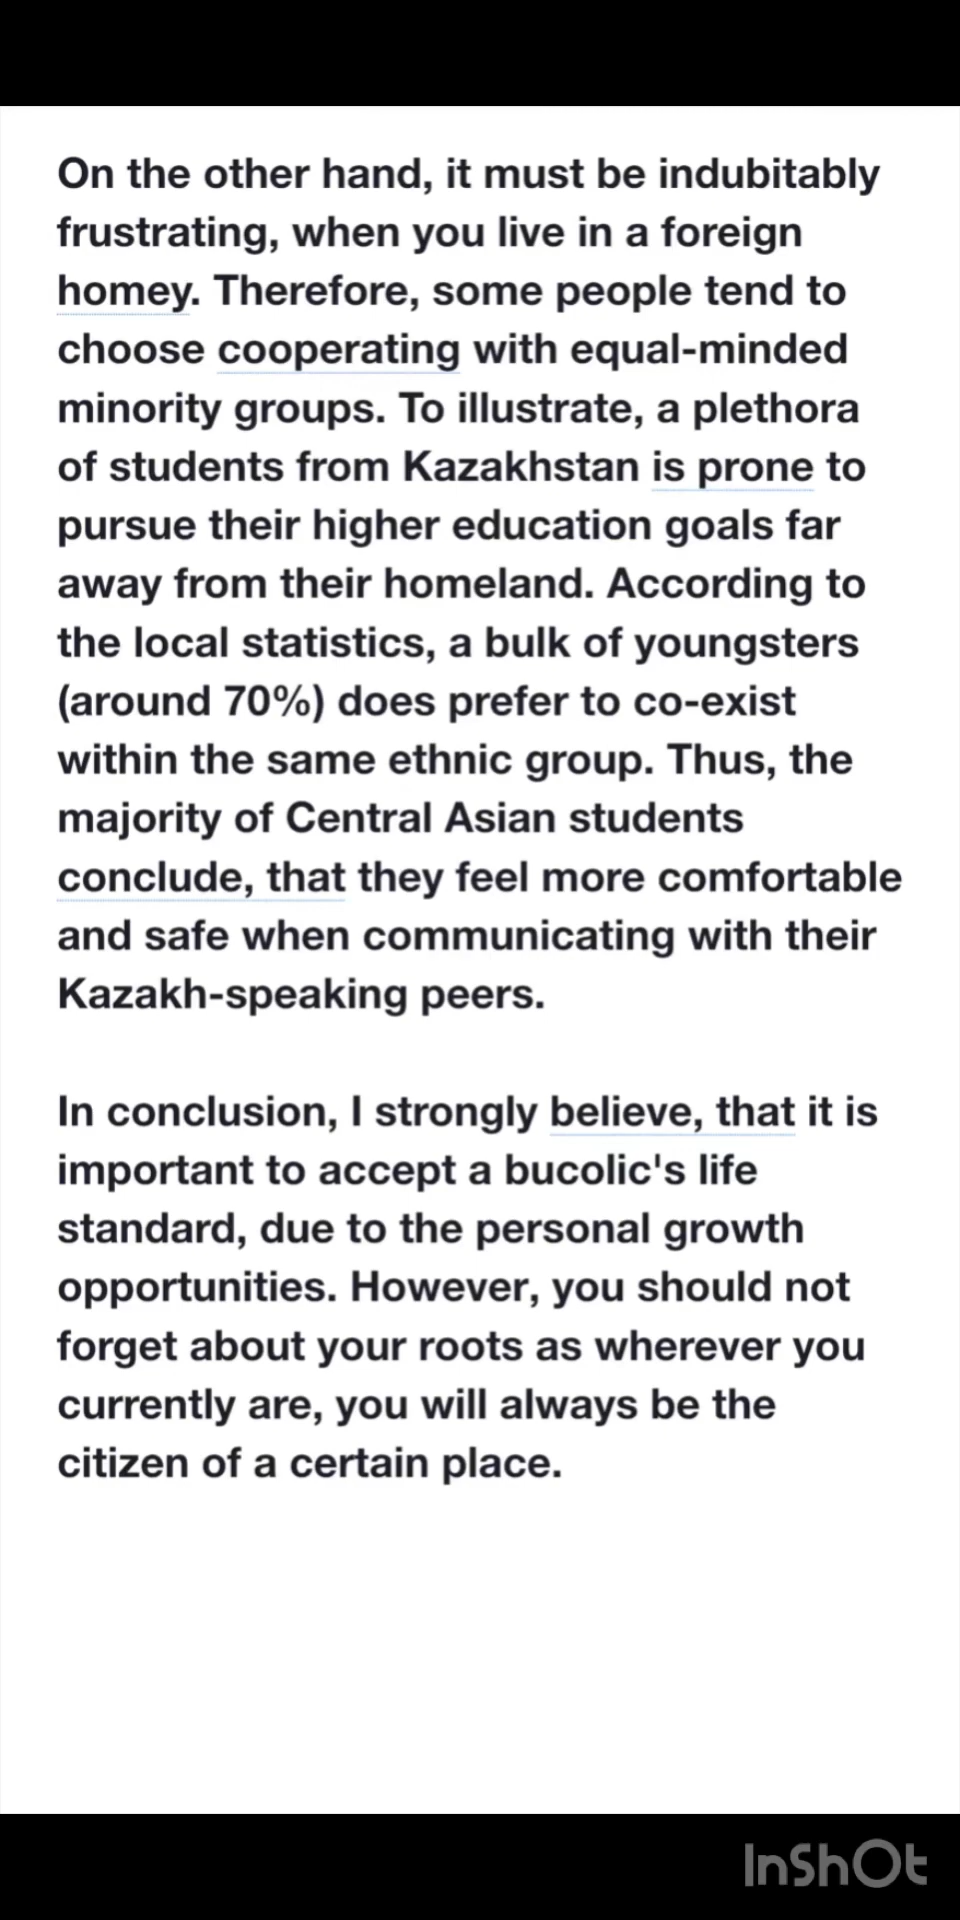 On the other hand, it must be indubitably
frustrating, when you live in a foreign
homey. Therefore, some people tend to
choose cooperating with equal-minded
minority groups. To illustrate, a plethora
of students from Kazakhstan is prone to
pursue their higher education goals far
away from their homeland. According to
the local statistics, a bulk of youngsters
(around 70%) does prefer to co-exist
within the same ethnic group. Thus, the
majority of Central Asian students
conclude, that they feel more comfortable
and safe when communicating with their
Kazakh-speaking peers.
In conclusion, I strongly believe, that it is
important to accept a bucolic's life
standard, due to the personal growth
opportunities. However, you should not
forget about your roots as wherever you
currently are, you will always be the
citizen of a certain place.
InShOt